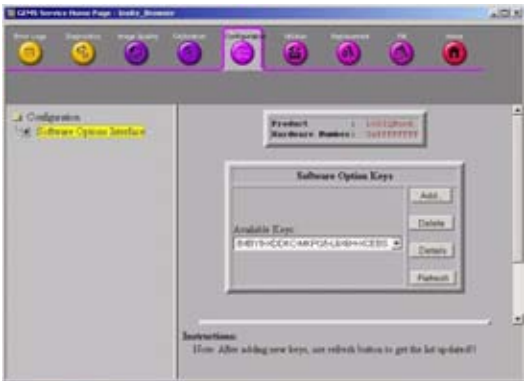 GEMS Service Home Page - Insite_Browser
Error Logs
Diagnostics
Image Quality
Calibration
Configuration
Utilities
Replacement
PM
Home
Configuration
Software Options Interface
Product :
Hardware Number:
Software Option Keys
Available Keys:
Add..
Delete
Details
Refresh
Instructions:
Note: After adding new keys, use refresh button to get the list updated!!